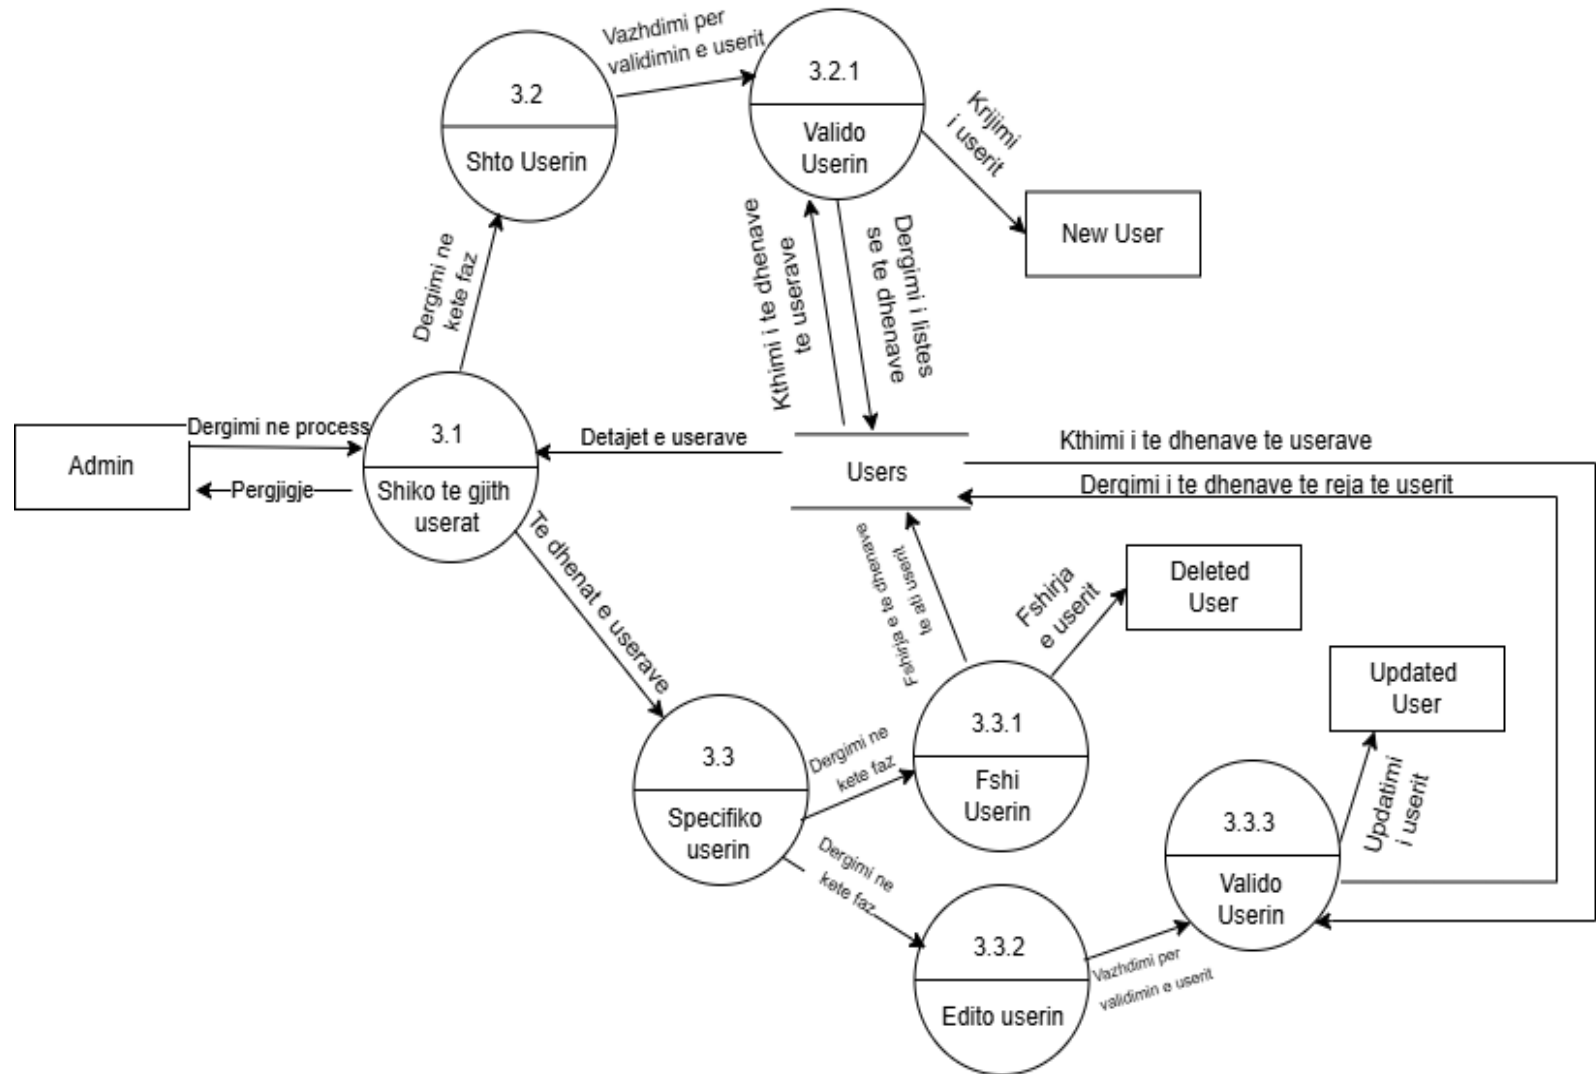 Vazhdimi per
validimin e userit
3.2
Shto Userin
3.2.1
Valido
Userin
Krijimi
i userit
New User
Dergimi ne
kete faz
Kthimi i te dhenave
te userave
Dergimi i listes
se te dhenave
Admin
Dergimi ne process
Pergjigje
3.1
Shiko te gjith
userat
Detajet e userave
Users
Kthimi i te dhenave te userave
Dergimi i te dhenave te reja te userit
Te dhenat e userave
Fshirja e te dhenave
te ati userit
Fshirja
e userit
Deleted
User
Updated
User
3.3
Specifiko
userin
Dergimi ne
kete faz
3.3.1
Fshi
Userin
Dergimi ne
kete faz
3.3.2
Edito userin
Vazhdimi per
validimin e userit
3.3.3
Valido
Userin
Updatimi
i userit